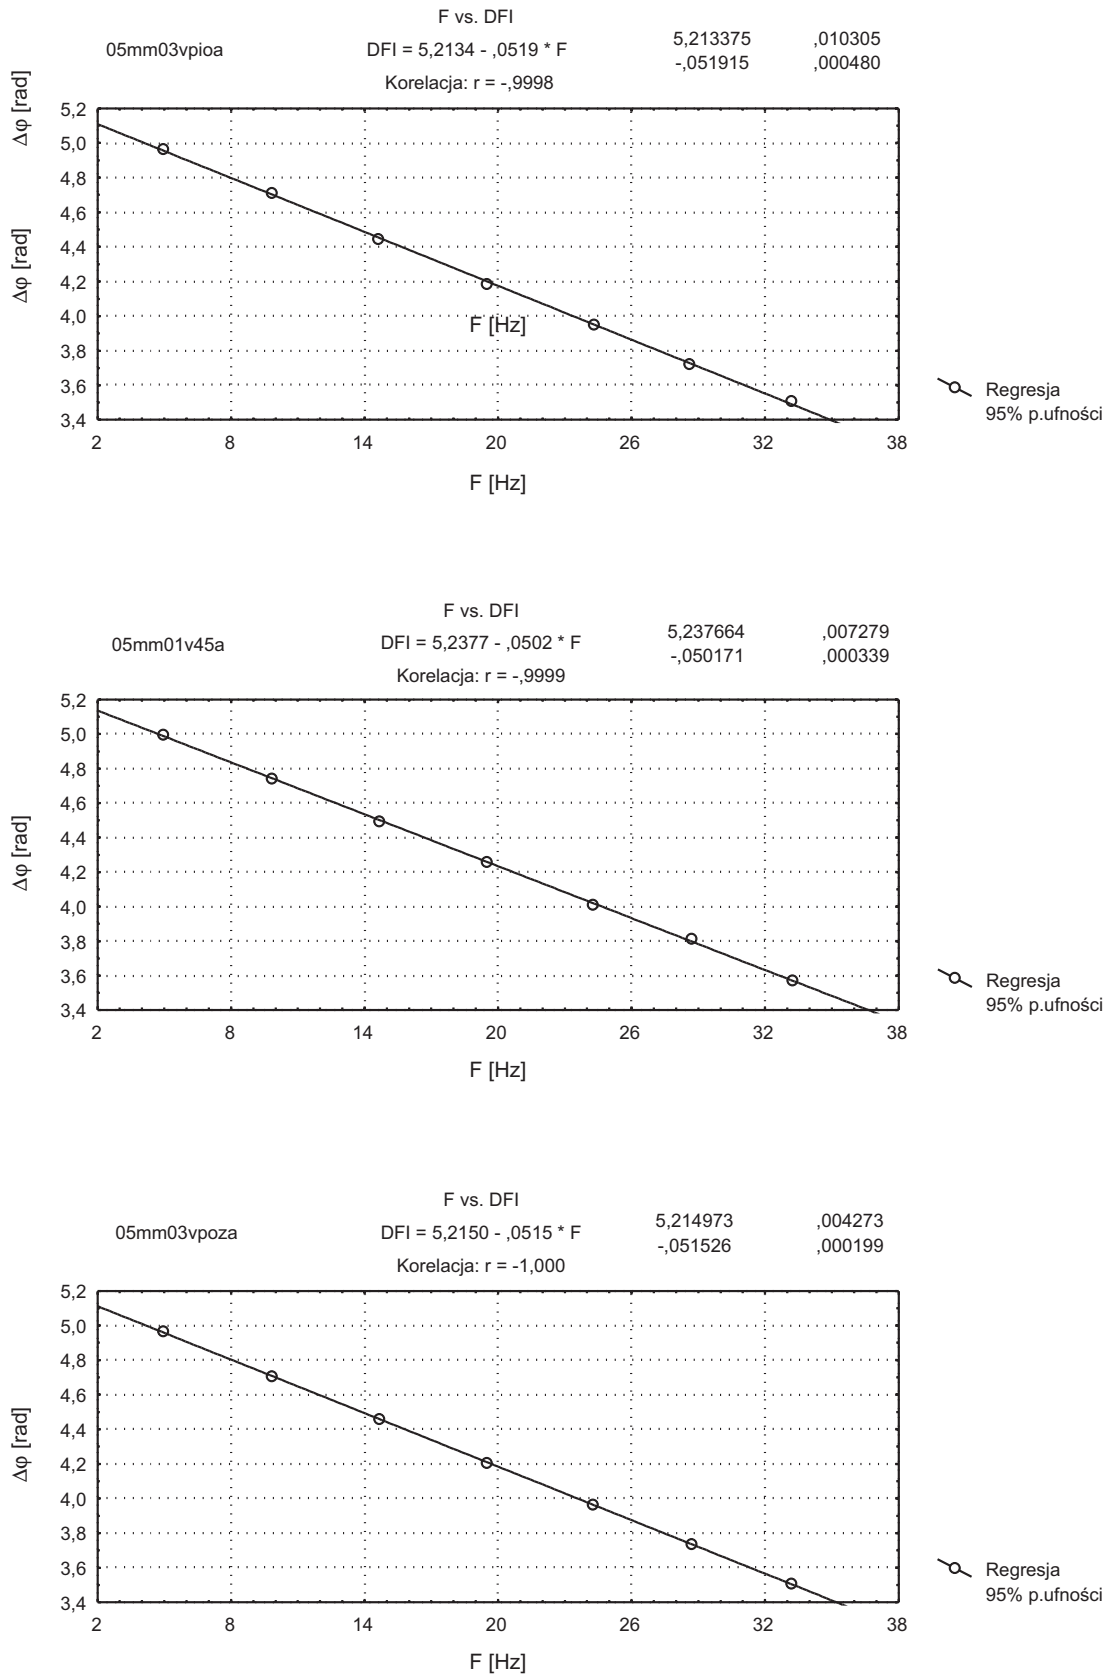 F vs. DFI
05mm03vpioa
DFI = 5,2134 - ,0519 * F
Korelacja: r = -,9998
5,213375 ,010305
-,051915 ,000480
Δφ [rad]
Δφ [rad]
5,2
5,0
4,8
4,6
4,4
4,2
4,0
3,8
3,6
3,4
F [Hz]
2 8 14 20 26 32 38
F [Hz]
Regresja
95% p.ufności
F vs. DFI
05mm01v45a
DFI = 5,2377 - ,0502 * F
Korelacja: r = -,9999
5,237664 ,007279
-,050171 ,000339
Δφ [rad]
5,2
5,0
4,8
4,6
4,4
4,2
4,0
3,8
3,6
3,4
2 8 14 20 26 32 38
F [Hz]
Regresja
95% p.ufności
F vs. DFI
05mm03vpoza
DFI = 5,2150 - ,0515 * F
Korelacja: r = -1,000
5,214973 ,004273
-,051526 ,000199
Δφ [rad]
5,2
5,0
4,8
4,6
4,4
4,2
4,0
3,8
3,6
3,4
2 8 14 20 26 32 38
F [Hz]
Regresja
95% p.ufności